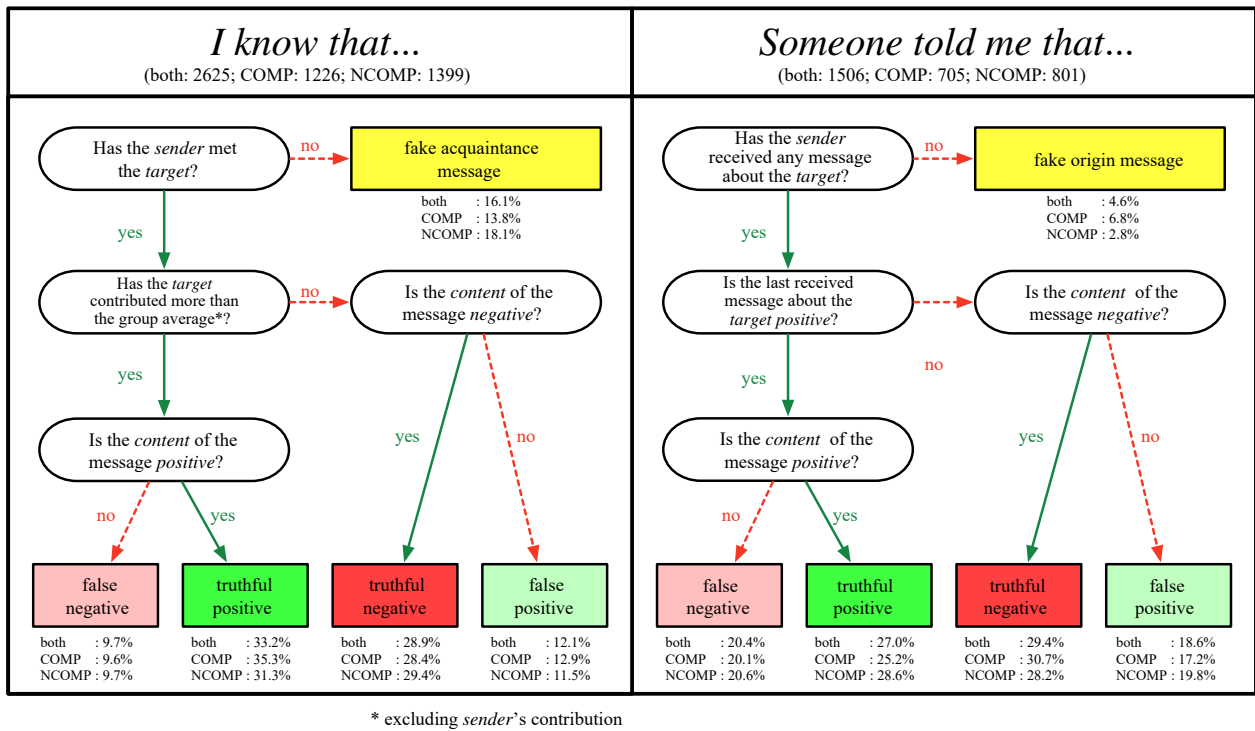 I know that...
(both: 2625; COMP: 1226; NCOMP: 1399)
Has the sender met
the target?
no
fake acquaintance
message
both : 16.1%
COMP : 13.8%
NCOMP : 18.1%
yes
Has the target
contributed more than
the group average*?
no
Is the content of the
message negative?
yes
Is the content of the
message positive?
yes
no
no
yes
false
negative
truthful
positive
truthful
negative
false
positive
both : 9.7%
COMP : 9.6%
NCOMP : 9.7%
both : 33.2%
COMP : 35.3%
NCOMP : 31.3%
both : 28.9%
COMP : 28.4%
NCOMP : 29.4%
both : 12.1%
COMP : 12.9%
NCOMP : 11.5%
Someone told me that...
(both: 1506; COMP: 705; NCOMP: 801)
Has the sender
received any message
about the target?
no
fake origin message
both : 4.6%
COMP : 6.8%
NCOMP : 2.8%
yes
Is the last received
message about the
target positive?
Is the content of the
message negative?
no
yes
Is the content of the
message positive?
yes
no
no
yes
false
negative
truthful
positive
truthful
negative
false
positive
both : 20.4%
COMP : 20.1%
NCOMP : 20.6%
both : 27.0%
COMP : 25.2%
NCOMP : 28.6%
both : 29.4%
COMP : 30.7%
NCOMP : 28.2%
both : 18.6%
COMP : 17.2%
NCOMP : 19.8%
* excluding sender's contribution